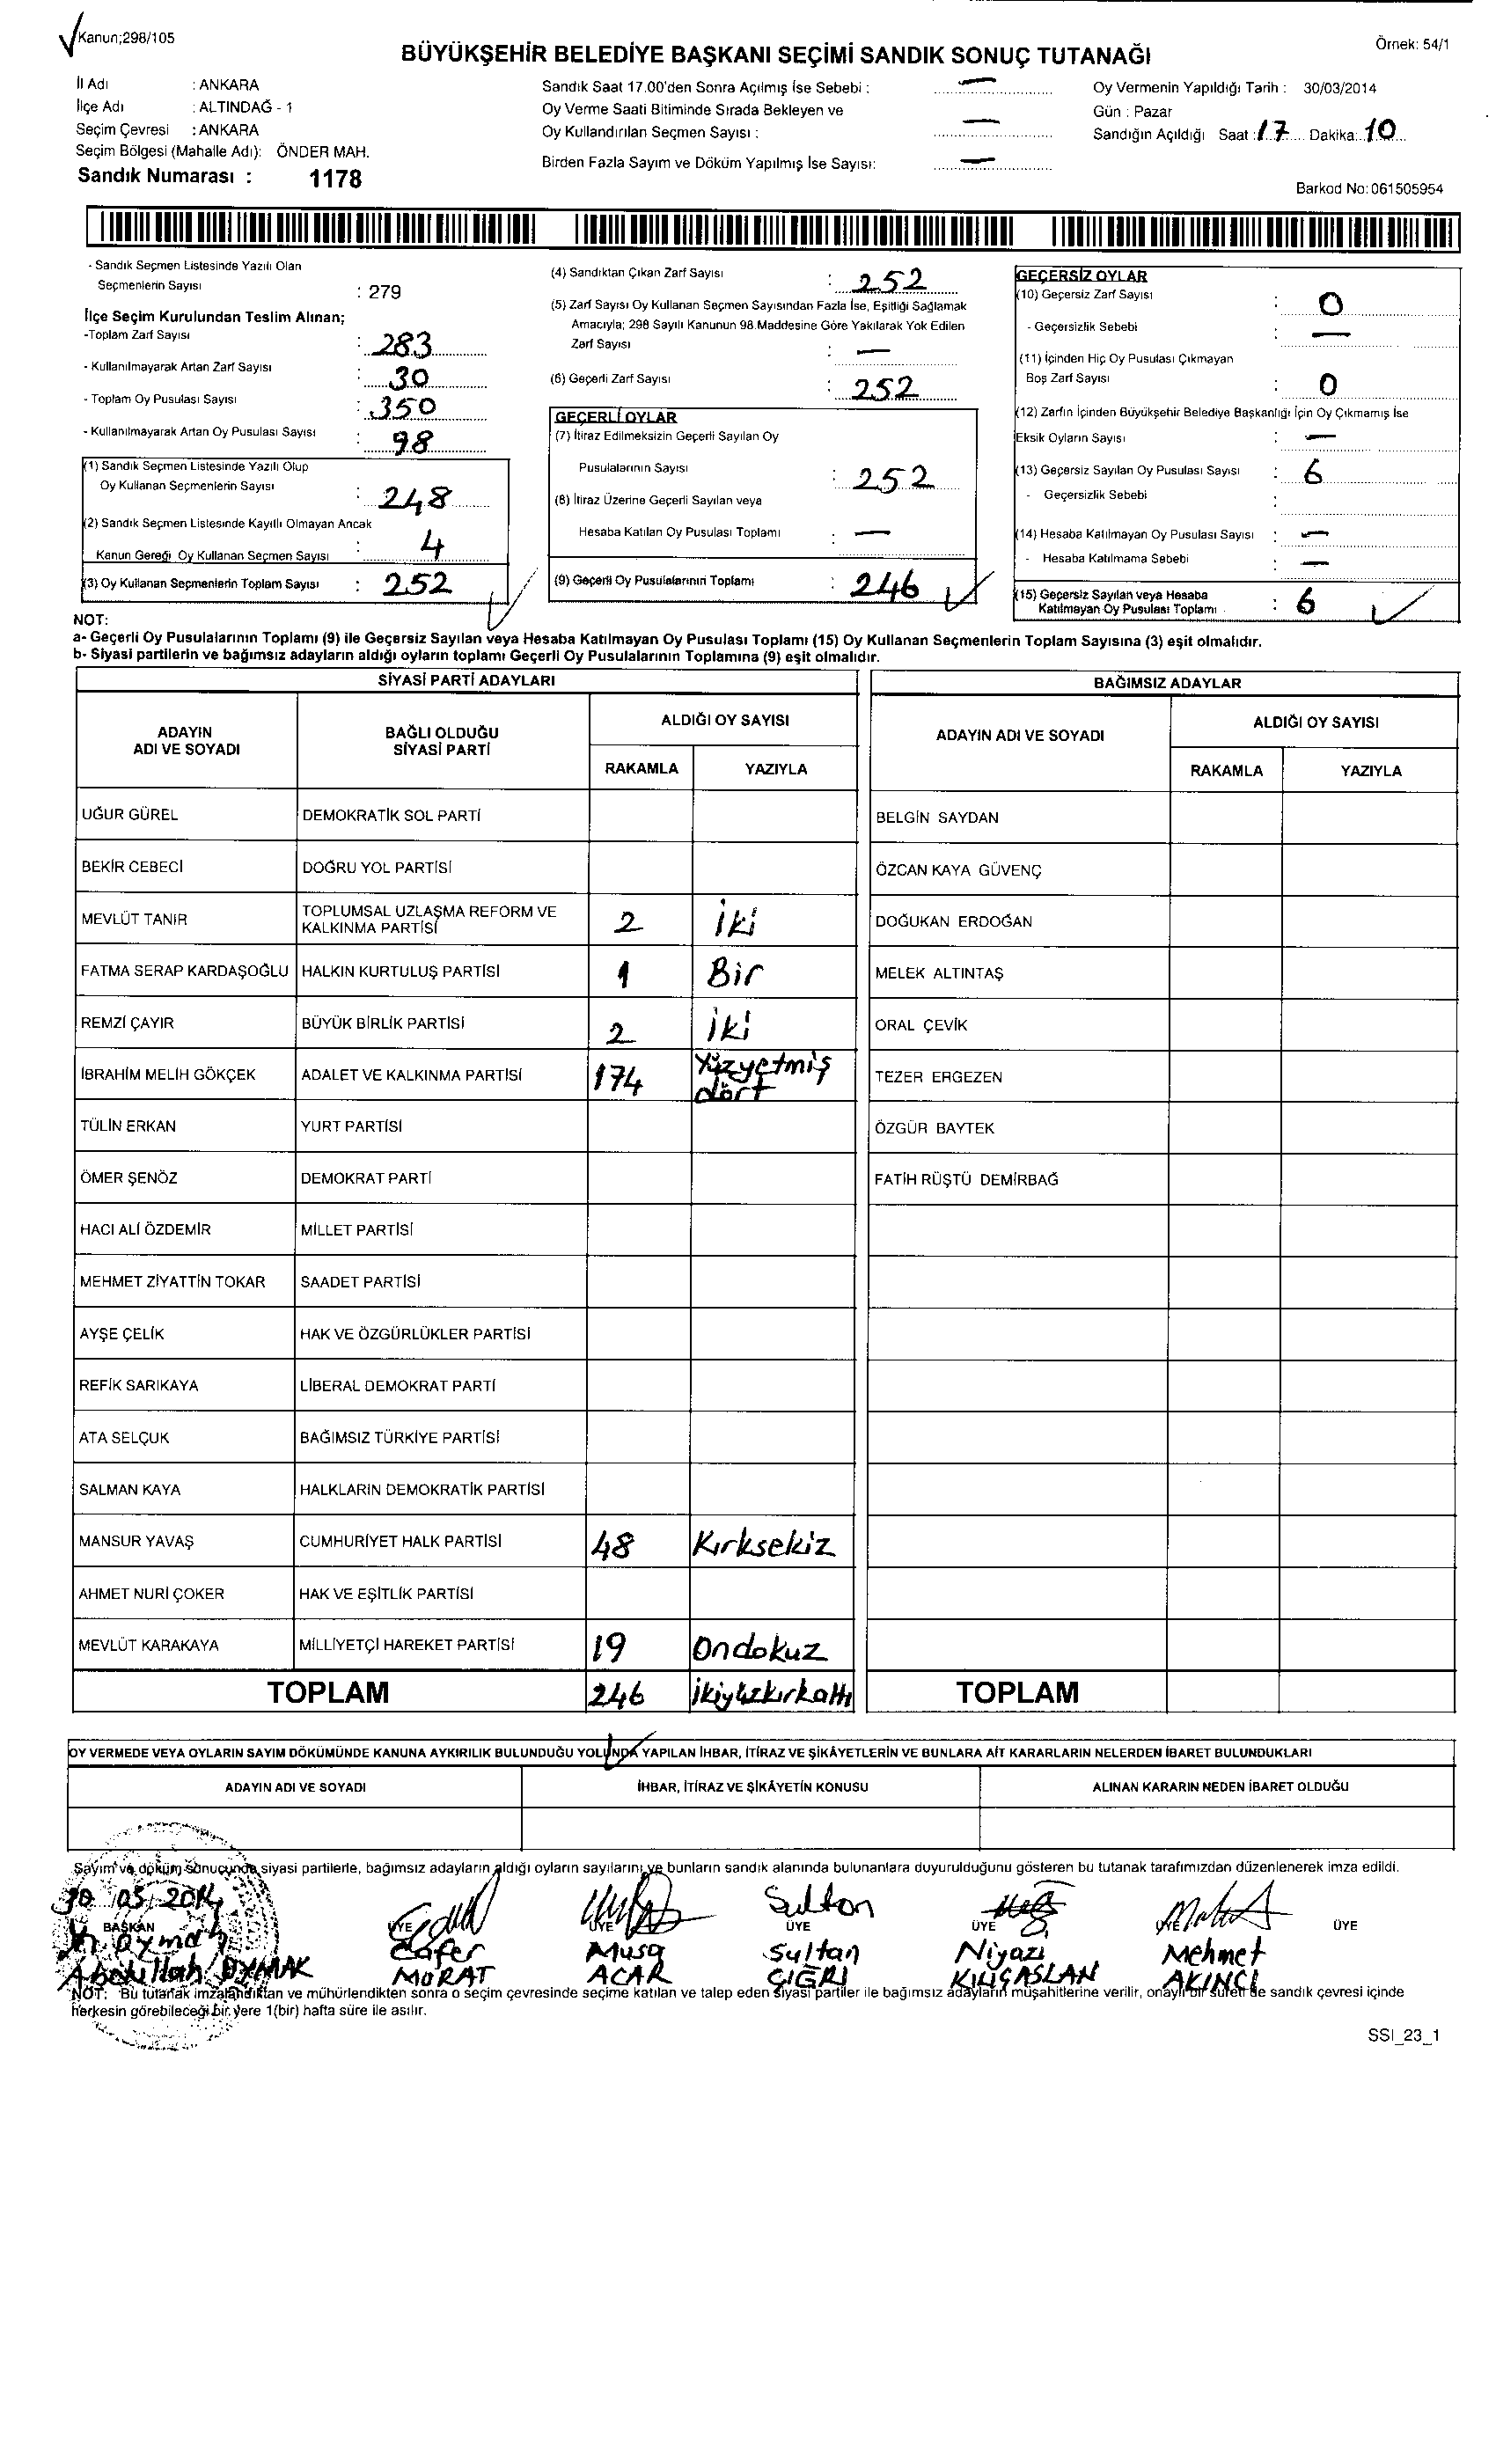 Kanun;298/105
Örnek: 54/1
BÜYÜKŞEHİR BELEDİYE BAŞKANI SEÇİMİ SANDIK SONUÇ TUTANAĞI
İl Adı : ANKARA
İlçe Adı : ALTINDAĞ - 1
Seçim Çevresi : ANKARA
Seçim Bölgesi (Mahalle Adı): ÖNDER MAH.
Sandık Numarası : 1178
Sandık Saat 17.00'den Sonra Açılmış İse Sebebi : —
Oy Verme Saati Bitiminde Sırada Bekleyen ve
Oy Kullandırılan Seçmen Sayısı : —
Birden Fazla Sayım ve Döküm Yapılmış İse Sayısı: —
Oy Vermenin Yapıldığı Tarih : 30/03/2014
Gün : Pazar
Sandığın Açıldığı Saat : 17 Dakika: 10
Barkod No: 061505954
- Sandık Seçmen Listesinde Yazılı Olan
Seçmenlerin Sayısı : 279
İlçe Seçim Kurulundan Teslim Alınan;
-Toplam Zarf Sayısı : 283
- Kullanılmayarak Artan Zarf Sayısı : 30
- Toplam Oy Pusulası Sayısı : 350
- Kullanılmayarak Artan Oy Pusulası Sayısı : 98
(1) Sandık Seçmen Listesinde Yazılı Olup
Oy Kullanan Seçmenlerin Sayısı : 248
(2) Sandık Seçmen Listesinde Kayıtlı Olmayan Ancak
Kanun Gereği Oy Kullanan Seçmen Sayısı : 4
(3) Oy Kullanan Seçmenlerin Toplam Sayısı : 252
(4) Sandıktan Çıkan Zarf Sayısı : 252
(5) Zarf Sayısı Oy Kullanan Seçmen Sayısından Fazla İse, Eşitliği Sağlamak
Amacıyla; 298 Sayılı Kanunun 98.Maddesine Göre Yakılarak Yok Edilen
Zarf Sayısı : —
(6) Geçerli Zarf Sayısı : 252
GEÇERLİ OYLAR
(7) İtiraz Edilmeksizin Geçerli Sayılan Oy
Pusulalarının Sayısı : 252
(8) İtiraz Üzerine Geçerli Sayılan veya
Hesaba Katılan Oy Pusulası Toplamı : —
(9) Geçerli Oy Pusulalarının Toplamı : 246
GEÇERSİZ OYLAR
(10) Geçersiz Zarf Sayısı : 0
- Geçersizlik Sebebi : —
(11) İçinden Hiç Oy Pusulası Çıkmayan
Boş Zarf Sayısı : 0
(12) Zarfın İçinden Büyükşehir Belediye Başkanlığı İçin Oy Çıkmamış İse
Eksik Oyların Sayısı : —
(13) Geçersiz Sayılan Oy Pusulası Sayısı : 6
- Geçersizlik Sebebi :
(14) Hesaba Katılmayan Oy Pusulası Sayısı : —
- Hesaba Katılmama Sebebi : —
(15) Geçersiz Sayılan veya Hesaba
Katılmayan Oy Pusulası Toplamı : 6
NOT:
a- Geçerli Oy Pusulalarının Toplamı (9) ile Geçersiz Sayılan veya Hesaba Katılmayan Oy Pusulası Toplamı (15) Oy Kullanan Seçmenlerin Toplam Sayısına (3) eşit olmalıdır.
b- Siyasi partilerin ve bağımsız adayların aldığı oyların toplamı Geçerli Oy Pusulalarının Toplamına (9) eşit olmalıdır.
SİYASİ PARTİ ADAYLARI
ADAYIN ADI VE SOYADI BAĞLI OLDUĞU SİYASİ PARTİ ALDIĞI OY SAYISI
RAKAMLA YAZIYLA
UĞUR GÜREL DEMOKRATİK SOL PARTİ
BEKİR CEBECİ DOĞRU YOL PARTİSİ
MEVLÜT TANIR TOPLUMSAL UZLAŞMA REFORM VE KALKINMA PARTİSİ 2 iki
FATMA SERAP KARDAŞOĞLU HALKIN KURTULUŞ PARTİSİ 1 Bir
REMZİ ÇAYIR BÜYÜK BİRLİK PARTİSİ 2 iki
İBRAHİM MELİH GÖKÇEK ADALET VE KALKINMA PARTİSİ 174 Yüzyetmiş dört
TÜLİN ERKAN YURT PARTİSİ
ÖMER ŞENÖZ DEMOKRAT PARTİ
HACI ALİ ÖZDEMİR MİLLET PARTİSİ
MEHMET ZİYATTİN TOKAR SAADET PARTİSİ
AYŞE ÇELİK HAK VE ÖZGÜRLÜKLER PARTİSİ
REFİK SARIKAYA LİBERAL DEMOKRAT PARTİ
ATA SELÇUK BAĞIMSIZ TÜRKİYE PARTİSİ
SALMAN KAYA HALKLARIN DEMOKRATİK PARTİSİ
MANSUR YAVAŞ CUMHURİYET HALK PARTİSİ 48 Kırksekiz
AHMET NURİ ÇOKER HAK VE EŞİTLİK PARTİSİ
MEVLÜT KARAKAYA MİLLİYETÇİ HAREKET PARTİSİ 19 Ondokuz
TOPLAM 246 ikiyüzkırkaltı
BAĞIMSIZ ADAYLAR
ADAYIN ADI VE SOYADI ALDIĞI OY SAYISI
RAKAMLA YAZIYLA
BELGİN SAYDAN
ÖZCAN KAYA GÜVENÇ
DOĞUKAN ERDOĞAN
MELEK ALTINTAŞ
ORAL ÇEVİK
TEZER ERGEZEN
ÖZGÜR BAYTEK
FATİH RÜŞTÜ DEMİRBAĞ
TOPLAM
OY VERMEDE VEYA OYLARIN SAYIM DÖKÜMÜNDE KANUNA AYKIRILIK BULUNDUĞU YOLUNDA YAPILAN İHBAR, İTİRAZ VE ŞİKÂYETLERİN VE BUNLARA AİT KARARLARIN NELERDEN İBARET BULUNDUKLARI
ADAYIN ADI VE SOYADI İHBAR, İTİRAZ VE ŞİKÂYETİN KONUSU ALINAN KARARIN NEDEN İBARET OLDUĞU
Sayım ve döküm sonucunda siyasi partilerle, bağımsız adayların aldığı oyların sayılarını ve bunların sandık alanında bulunanlara duyurulduğunu gösteren bu tutanak tarafımızdan düzenlenerek imza edildi.
30 03/2014
Sultan
BAŞKAN ÜYE ÜYE ÜYE ÜYE ÜYE ÜYE
Cafer Musa Sultan Niyazi Mehmet
Abdullah OYMAK MURAT ACAR ÇIĞRI KILIÇASLAN AKINCI
NOT: Bu tutanak imzalandıktan ve mühürlendikten sonra o seçim çevresinde seçime katılan ve talep eden siyasi partiler ile bağımsız adayların müşahitlerine verilir, onaylı bir sureti de sandık çevresi içinde
herkesin görebileceği bir yere 1(bir) hafta süre ile asılır.
SSI_23_1